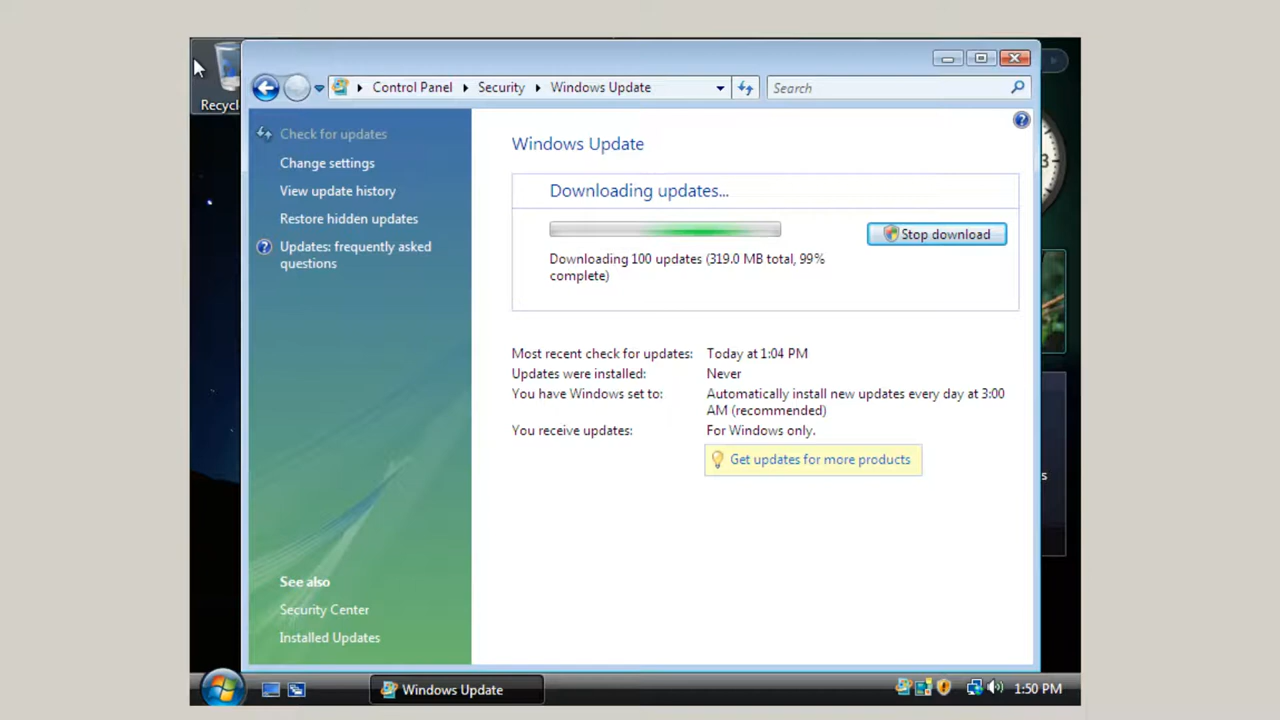 Recycl
Control Panel Security Windows Update
Search
Check for updates
Change settings
View update history
Restore hidden updates
Updates: frequently asked
questions
See also
Security Center
Installed Updates
Windows Update
Downloading updates...
Stop download
Downloading 100 updates (319.0 MB total, 99%
complete)
Most recent check for updates: Today at 1:04 PM
Updates were installed: Never
You have Windows set to: Automatically install new updates every day at 3:00
AM (recommended)
You receive updates: For Windows only.
Get updates for more products
3
s
Windows Update
1:50 PM